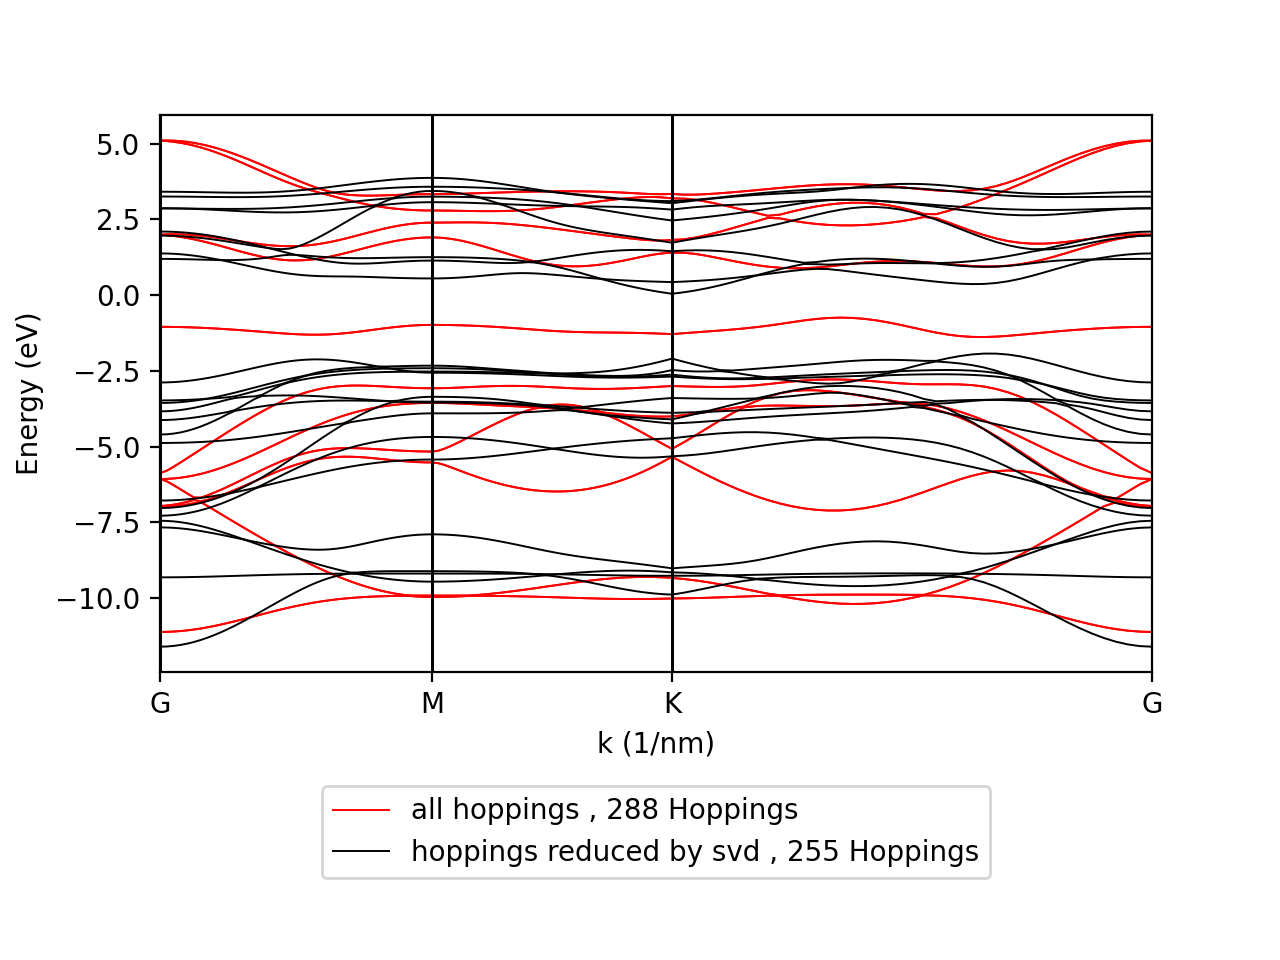 5.0
2.5
0.0
−2.5
−5.0
−7.5
−10.0
Energy (eV)
G M K G
k (1/nm)
all hoppings , 288 Hoppings
hoppings reduced by svd , 255 Hoppings